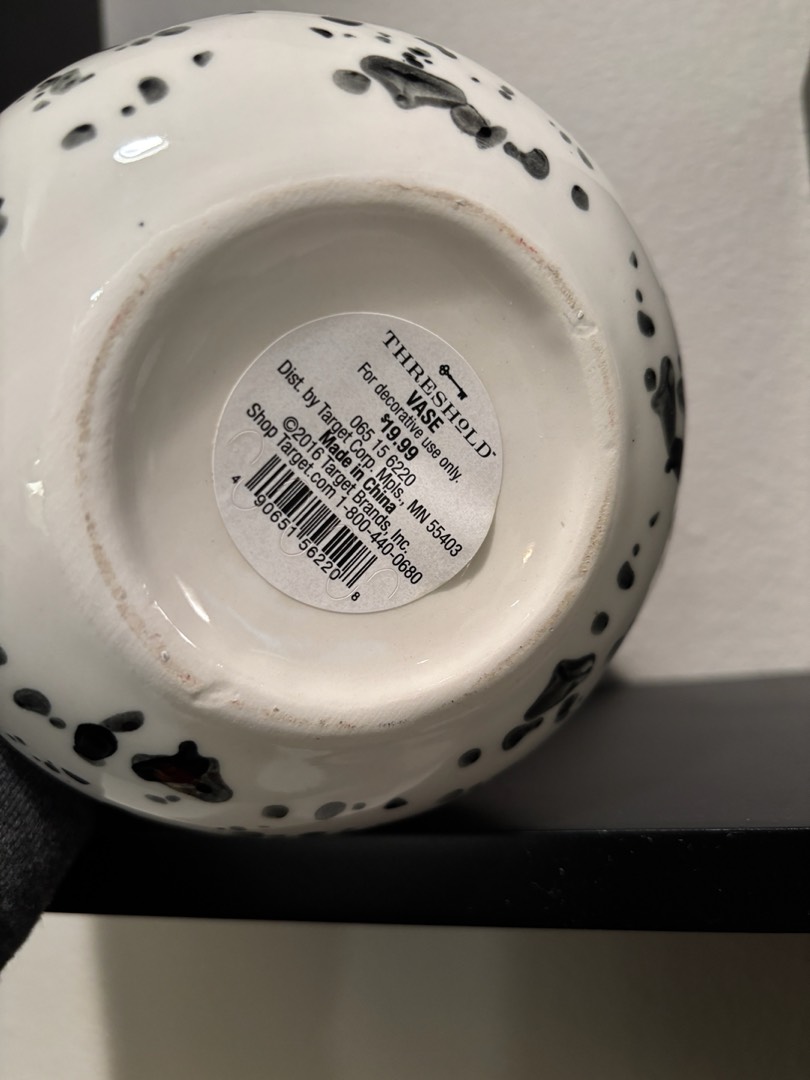 THRESHOLD™
VASE
For decorative use only.
$19.99
065 15 6220
Dist. by Target Corp. Mpls., MN 55403
Made in China
©2016 Target Brands, Inc.
Shop Target.com 1-800-440-0680
4 90651 56220 8